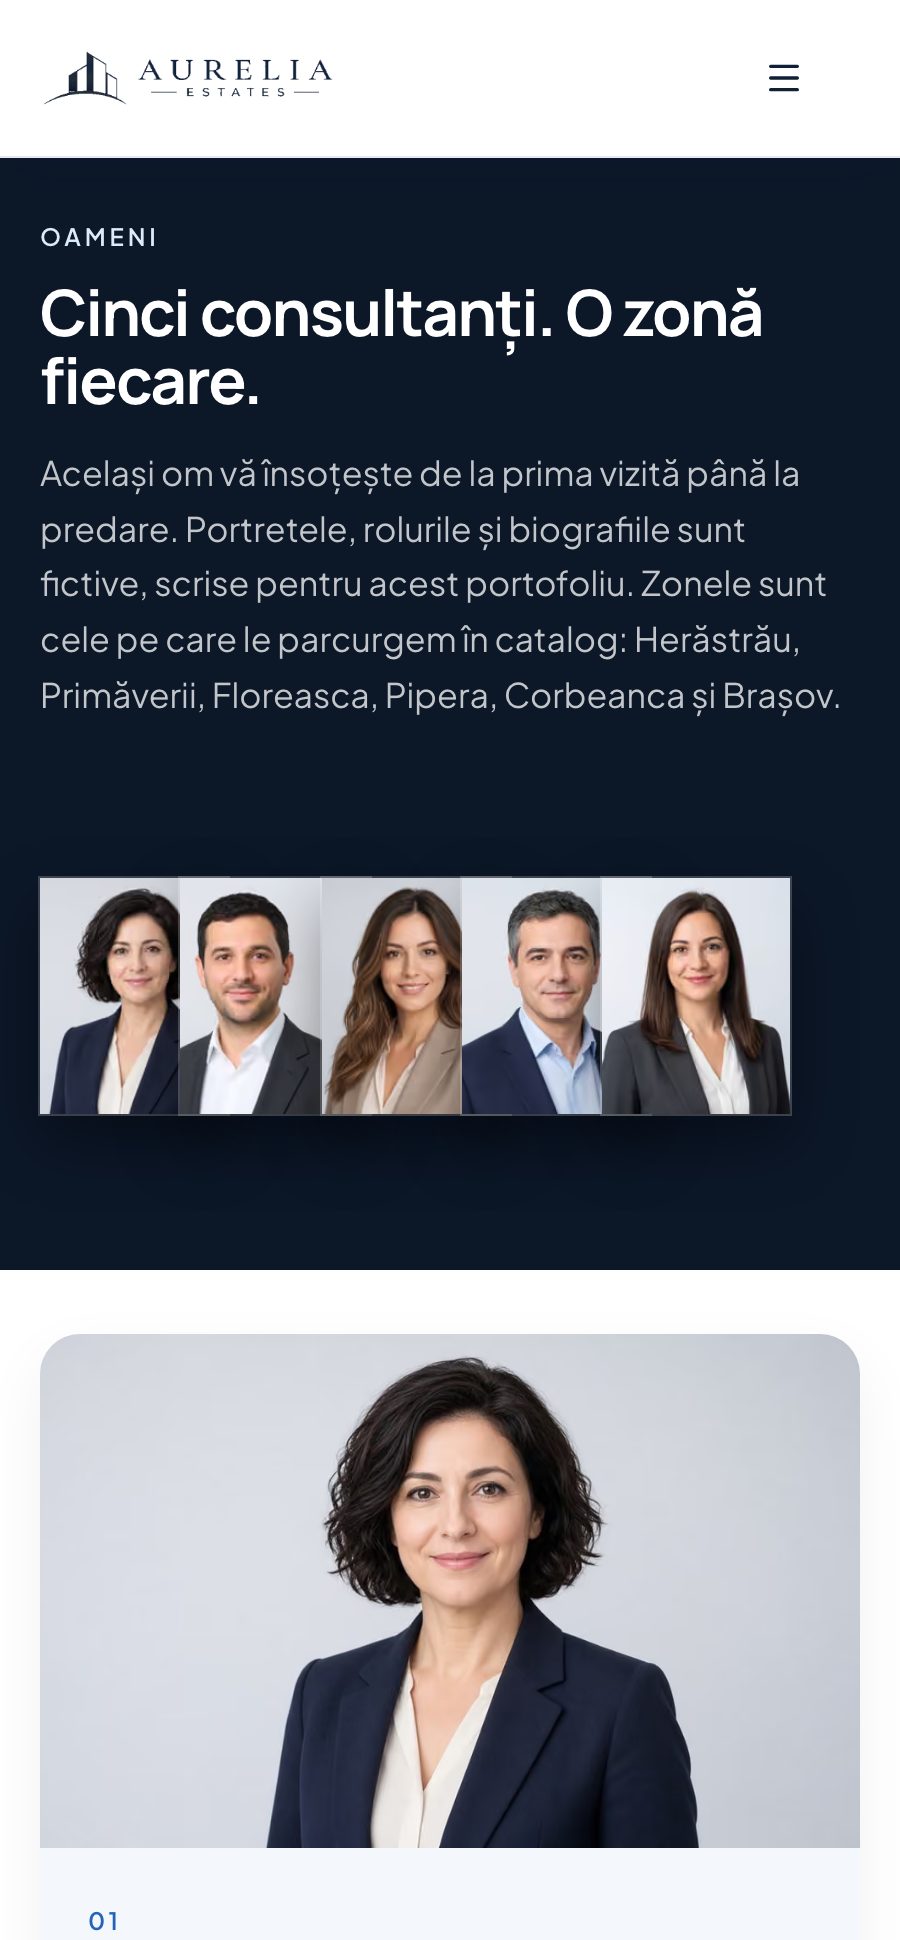 AURELIA
ESTATES
OAMENI
Cinci consultanți. O zonă
fiecare.
Același om vă însoțește de la prima vizită până la
predare. Portretele, rolurile și biografiile sunt
fictive, scrise pentru acest portofoliu. Zonele sunt
cele pe care le parcurgem în catalog: Herăstrău,
Primăverii, Floreasca, Pipera, Corbeanca și Brașov.
01